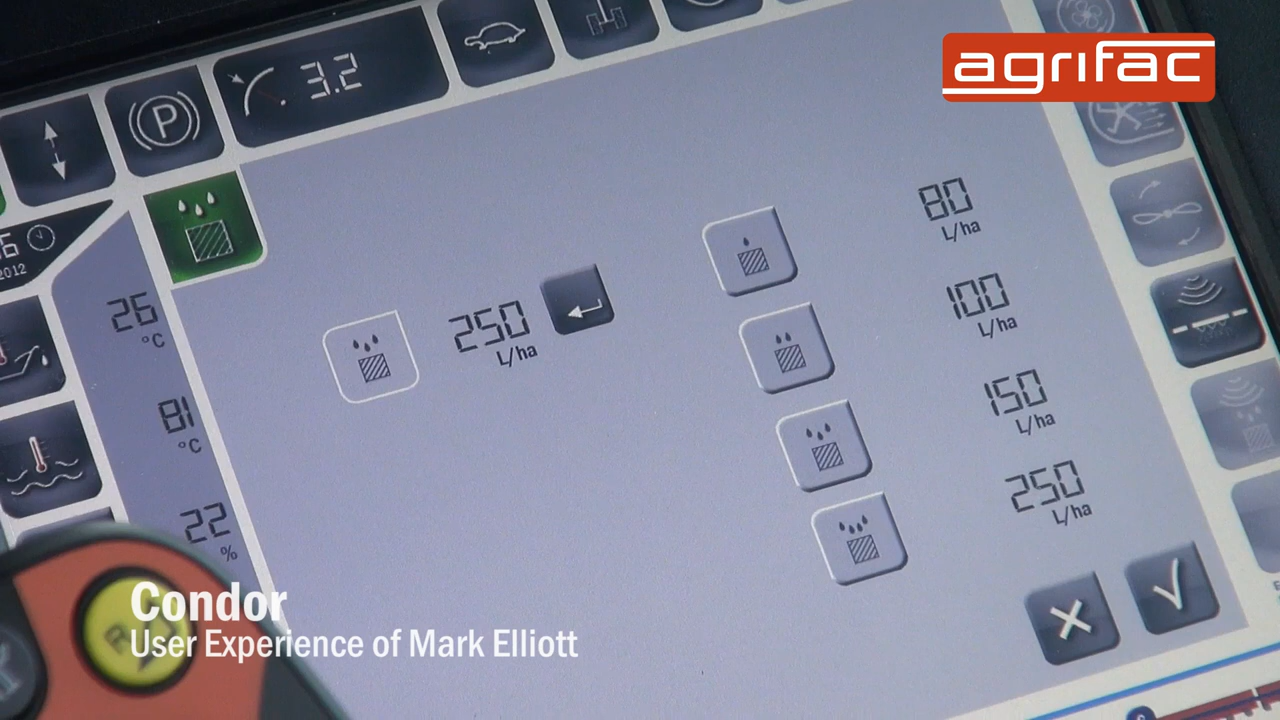 agrifac
3.2
P
6
2012
26
°C
81
°C
22
%
250
L/ha
80
L/ha
100
L/ha
150
L/ha
250
L/ha
Condor
User Experience of Mark Elliott